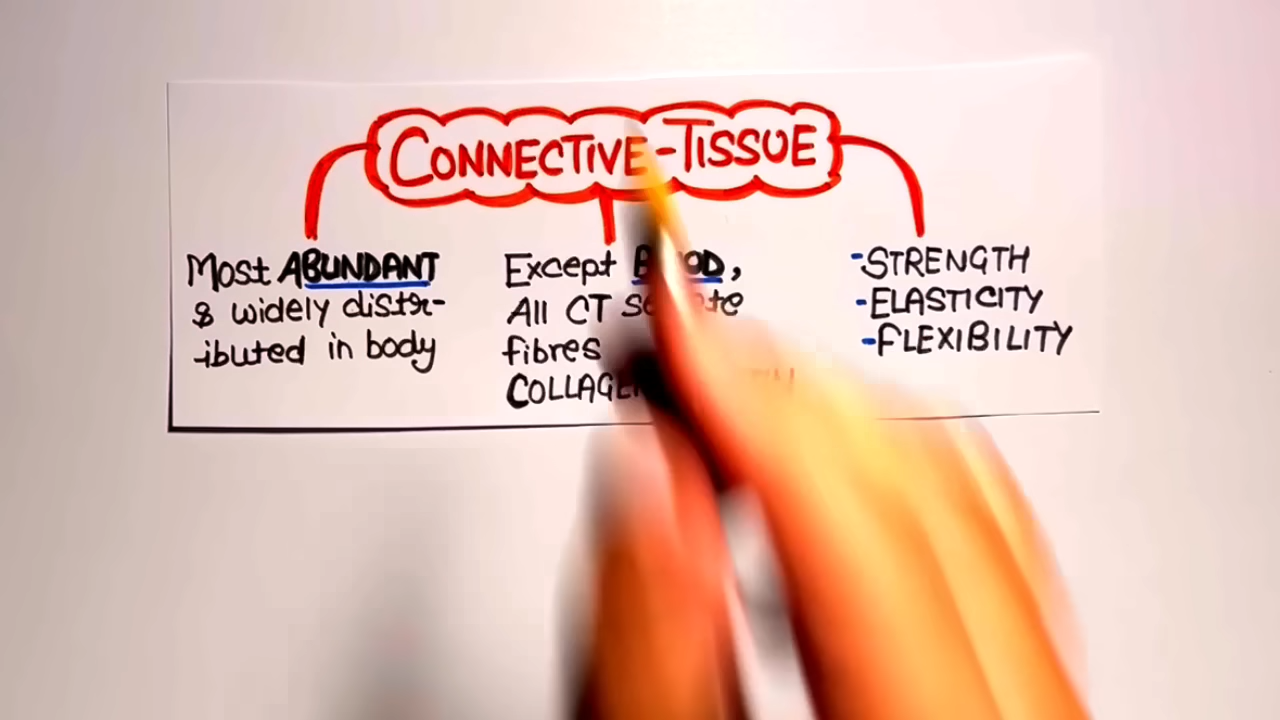 CONNECTIVE-TISSUE
Most ABUNDANT
& widely distr-
-ibuted in body
Except
All CT
fibres
-STRENGTH
-ELASTICITY
-FLEXIBILITY